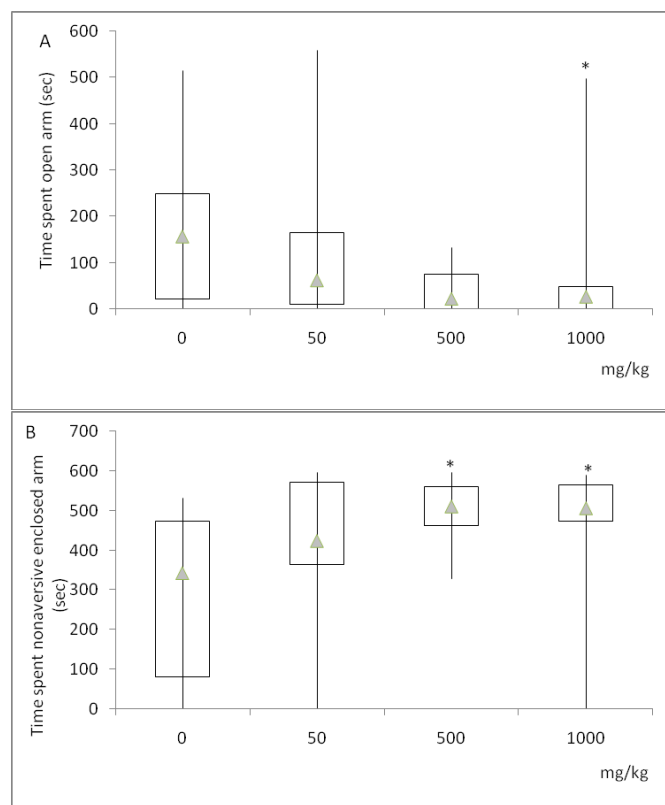 A
Time spent open arm (sec)
600
500
400
300
200
100
0
*
0 50 500 1000
mg/kg
B
Time spent nonaversive enclosed arm
(sec)
700
600
500
400
300
200
100
0
* *
0 50 500 1000
mg/kg